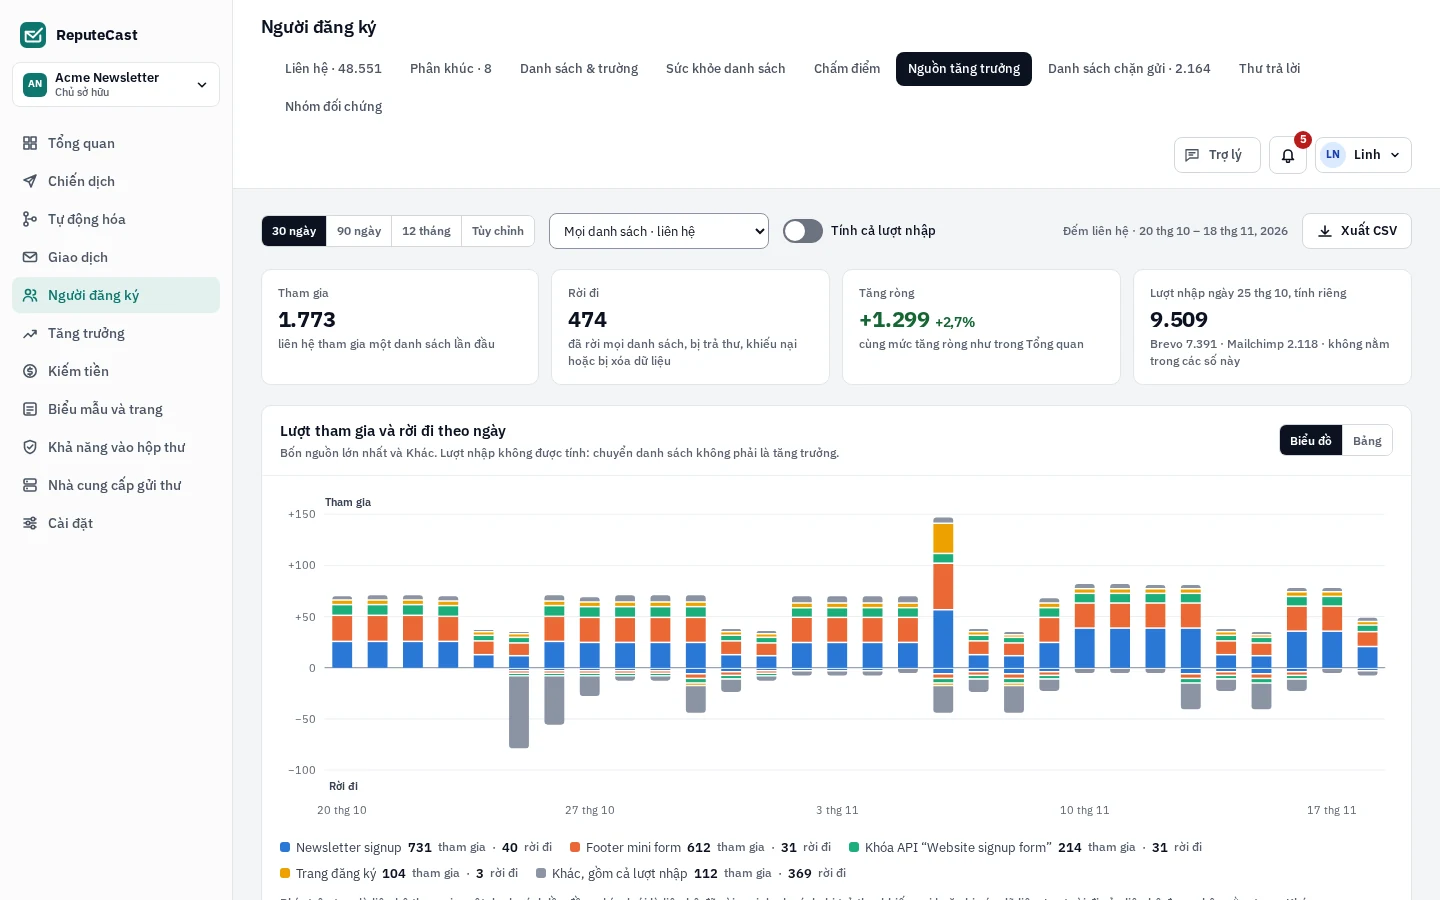 ReputeCast
AN
Acme Newsletter
Chủ sở hữu
Tổng quan
Chiến dịch
Tự động hóa
Giao dịch
Người đăng ký
Tăng trưởng
Kiếm tiền
Biểu mẫu và trang
Khả năng vào hộp thư
Nhà cung cấp gửi thư
Cài đặt
Người đăng ký
Liên hệ · 48.551
Phân khúc · 8
Danh sách & trường
Sức khỏe danh sách
Chấm điểm
Nguồn tăng trưởng
Danh sách chặn gửi · 2.164
Thư trả lời
Nhóm đối chứng
Trợ lý
5
LN
Linh
30 ngày
90 ngày
12 tháng
Tùy chỉnh
Mọi danh sách · liên hệ
Tính cả lượt nhập
Đếm liên hệ · 20 thg 10 – 18 thg 11, 2026
Xuất CSV
Tham gia
1.773
liên hệ tham gia một danh sách lần đầu
Rời đi
474
đã rời mọi danh sách, bị trả thư, khiếu nại
hoặc bị xóa dữ liệu
Tăng ròng
+1.299 +2,7%
cùng mức tăng ròng như trong Tổng quan
Lượt nhập ngày 25 thg 10, tính riêng
9.509
Brevo 7.391 · Mailchimp 2.118 · không nằm
trong các số này
Lượt tham gia và rời đi theo ngày
Bốn nguồn lớn nhất và Khác. Lượt nhập không được tính: chuyển danh sách không phải là tăng trưởng.
Biểu đồ
Bảng
Tham gia
+150
+100
+50
0
−50
−100
Rời đi
20 thg 10
27 thg 10
3 thg 11
10 thg 11
17 thg 11
Newsletter signup 731 tham gia · 40 rời đi
Footer mini form 612 tham gia · 31 rời đi
Khóa API “Website signup form” 214 tham gia · 31 rời đi
Trang đăng ký 104 tham gia · 3 rời đi
Khác, gồm cả lượt nhập 112 tham gia · 369 rời đi